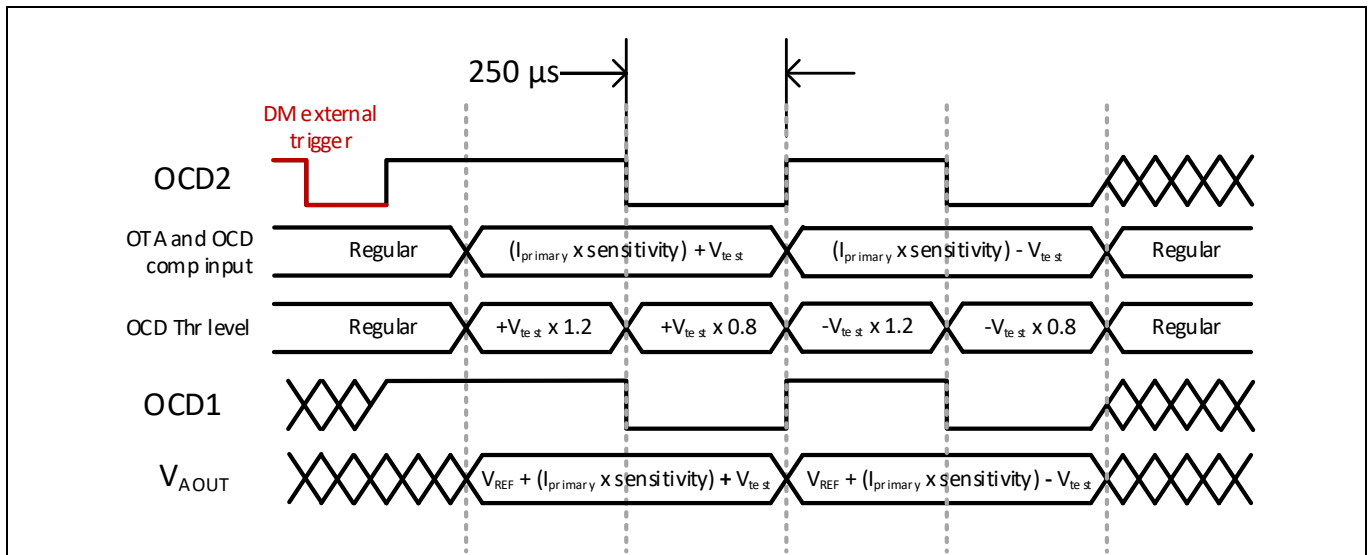 250 µs
DM external
trigger
OCD2
OTA and OCD
comp input
Regular
(Iprimary x sensitivity) + Vtest
(Iprimary x sensitivity) - Vtest
Regular
OCD Thr level
Regular
+Vtest x 1.2
+Vtest x 0.8
-Vtest x 1.2
-Vtest x 0.8
Regular
OCD1
VAOUT
VREF + (Iprimary x sensitivity) + Vtest
VREF + (Iprimary x sensitivity) - Vtest